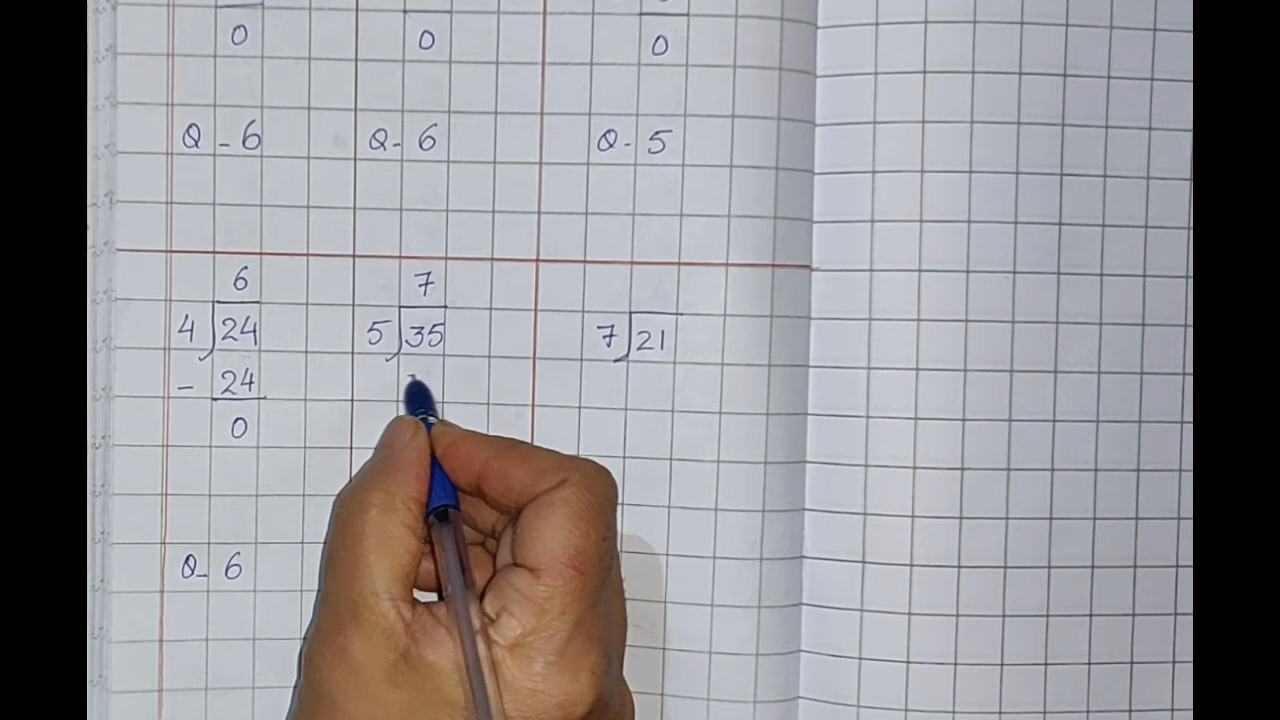 0 0 0
Q - 6 Q - 6 Q - 5
6 7
4 24 5 35 7 21
- 24
0
Q - 6